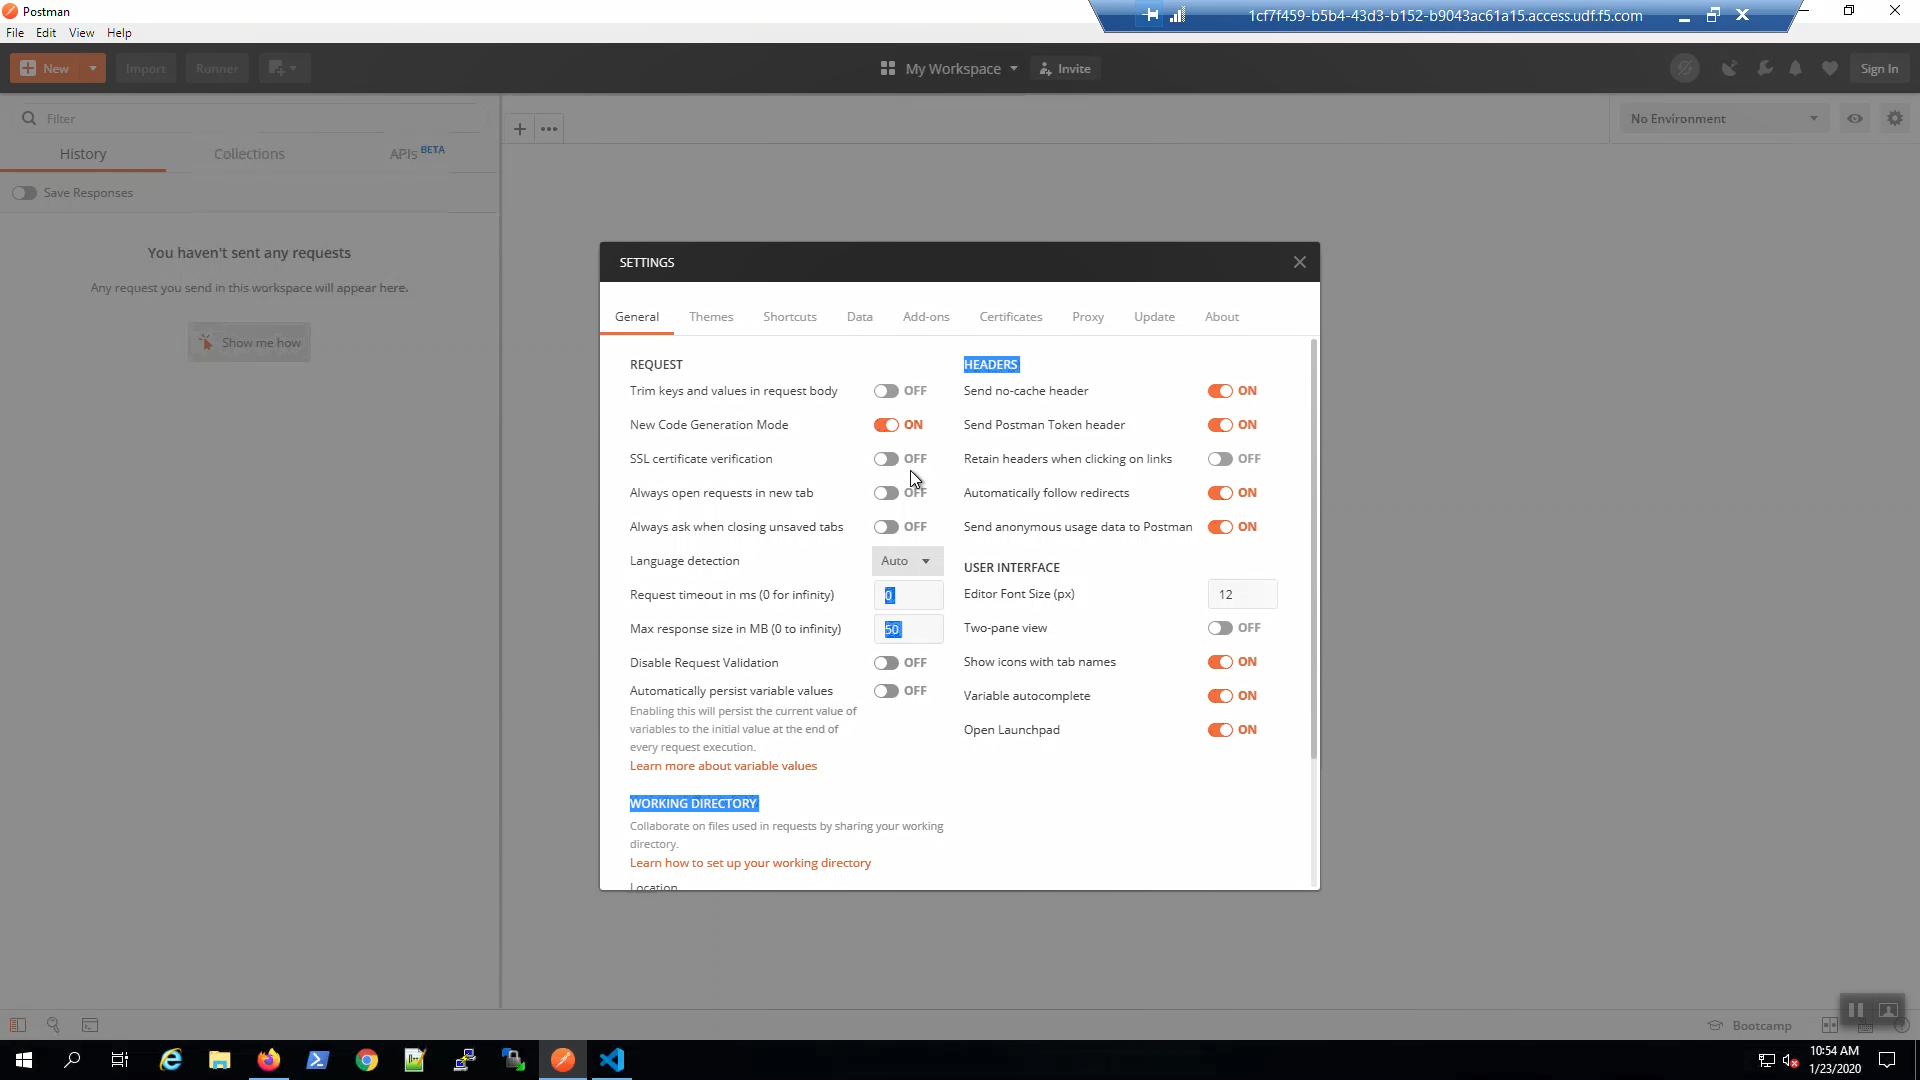 Postman
1cf7f459-b5b4-43d3-b152-b9043ac61a15.access.udf.f5.com
File Edit View Help
New Import Runner My Workspace Invite Sign In
Filter
No Environment
History Collections APIs BETA
Save Responses
You haven't sent any requests
Any request you send in this workspace will appear here.
Show me how
SETTINGS
General Themes Shortcuts Data Add-ons Certificates Proxy Update About
REQUEST
Trim keys and values in request body OFF
New Code Generation Mode ON
SSL certificate verification OFF
Always open requests in new tab OFF
Always ask when closing unsaved tabs OFF
Language detection Auto
Request timeout in ms (0 for infinity) 0
Max response size in MB (0 to infinity) 50
Disable Request Validation OFF
Automatically persist variable values OFF
Enabling this will persist the current value of
variables to the initial value at the end of
every request execution.
Learn more about variable values
WORKING DIRECTORY
Collaborate on files used in requests by sharing your working
directory.
Learn how to set up your working directory
Location
HEADERS
Send no-cache header ON
Send Postman Token header ON
Retain headers when clicking on links OFF
Automatically follow redirects ON
Send anonymous usage data to Postman ON
USER INTERFACE
Editor Font Size (px) 12
Two-pane view OFF
Show icons with tab names ON
Variable autocomplete ON
Open Launchpad ON
Bootcamp
10:54 AM
1/23/2020